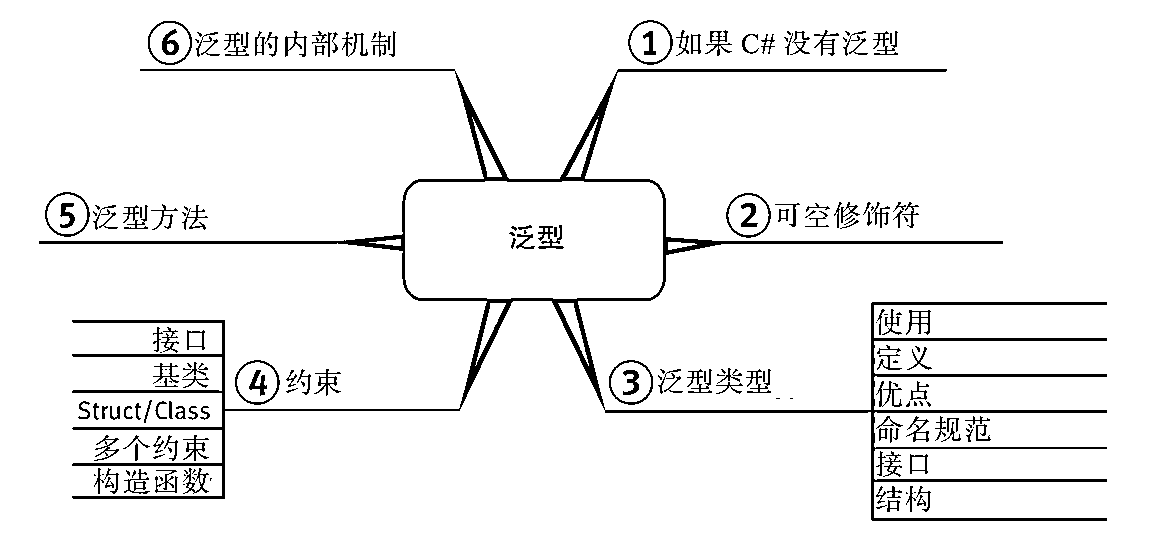 泛型
① 如果 C# 没有泛型
② 可空修饰符
③ 泛型类型
使用
定义
优点
命名规范
接口
结构
④ 约束
接口
基类
Struct/Class
多个约束
构造函数
⑤ 泛型方法
⑥ 泛型的内部机制